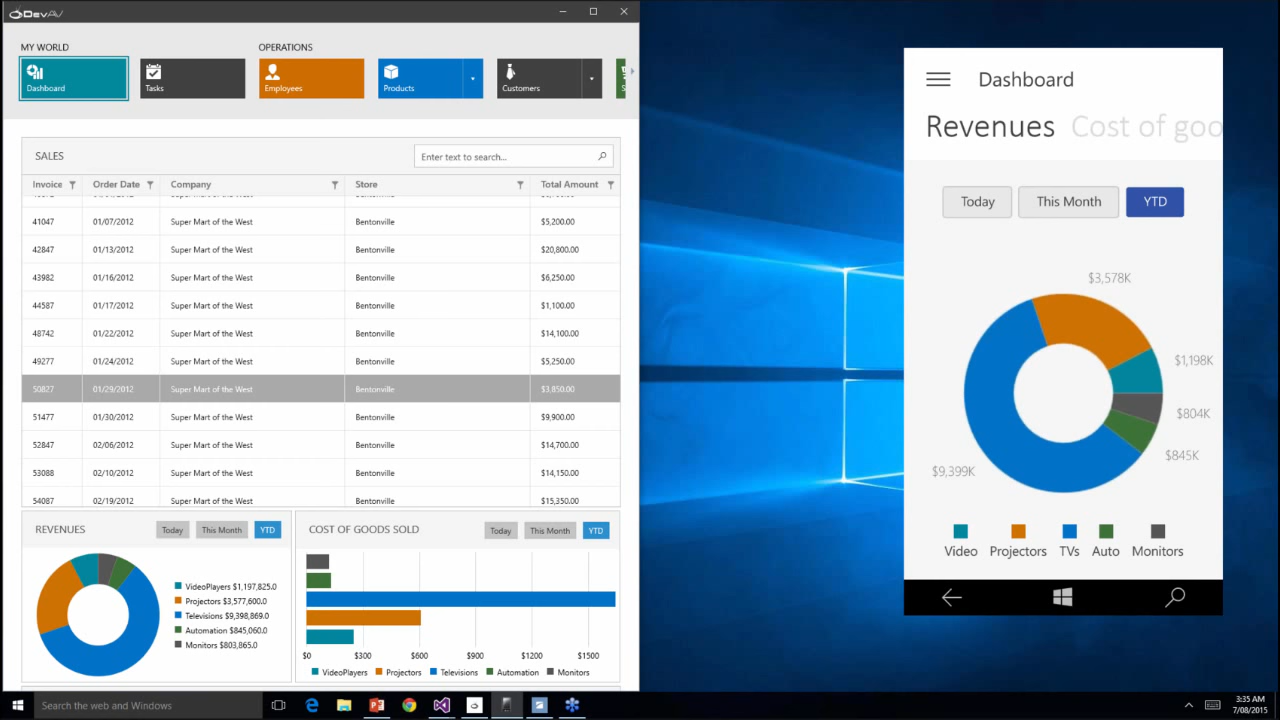 DevAV
MY WORLD
OPERATIONS
Dashboard
Tasks
Employees
Products
Customers
SALES
Enter text to search...
Invoice Order Date Company Store Total Amount
41047 01/07/2012 Super Mart of the West Bentonville $5,200.00
42847 01/13/2012 Super Mart of the West Bentonville $20,800.00
43982 01/16/2012 Super Mart of the West Bentonville $6,250.00
44587 01/17/2012 Super Mart of the West Bentonville $1,100.00
48742 01/22/2012 Super Mart of the West Bentonville $14,100.00
49277 01/24/2012 Super Mart of the West Bentonville $5,250.00
50827 01/29/2012 Super Mart of the West Bentonville $3,850.00
51477 01/30/2012 Super Mart of the West Bentonville $9,900.00
52847 02/06/2012 Super Mart of the West Bentonville $14,700.00
53088 02/10/2012 Super Mart of the West Bentonville $14,150.00
54087 02/19/2012 Super Mart of the West Bentonville $15,350.00
REVENUES Today This Month YTD
VideoPlayers $1,197,825.0
Projectors $3,577,600.0
Televisions $9,398,869.0
Automation $845,060.0
Monitors $803,865.0
COST OF GOODS SOLD Today This Month YTD
$0 $300 $600 $900 $1200 $1500
VideoPlayers Projectors Televisions Automation Monitors
Dashboard
Revenues Cost of goo
Today This Month YTD
$3,578K
$1,198K
$804K
$845K
$9,399K
Video Projectors TVs Auto Monitors
Search the web and Windows
3:35 AM
7/08/2015